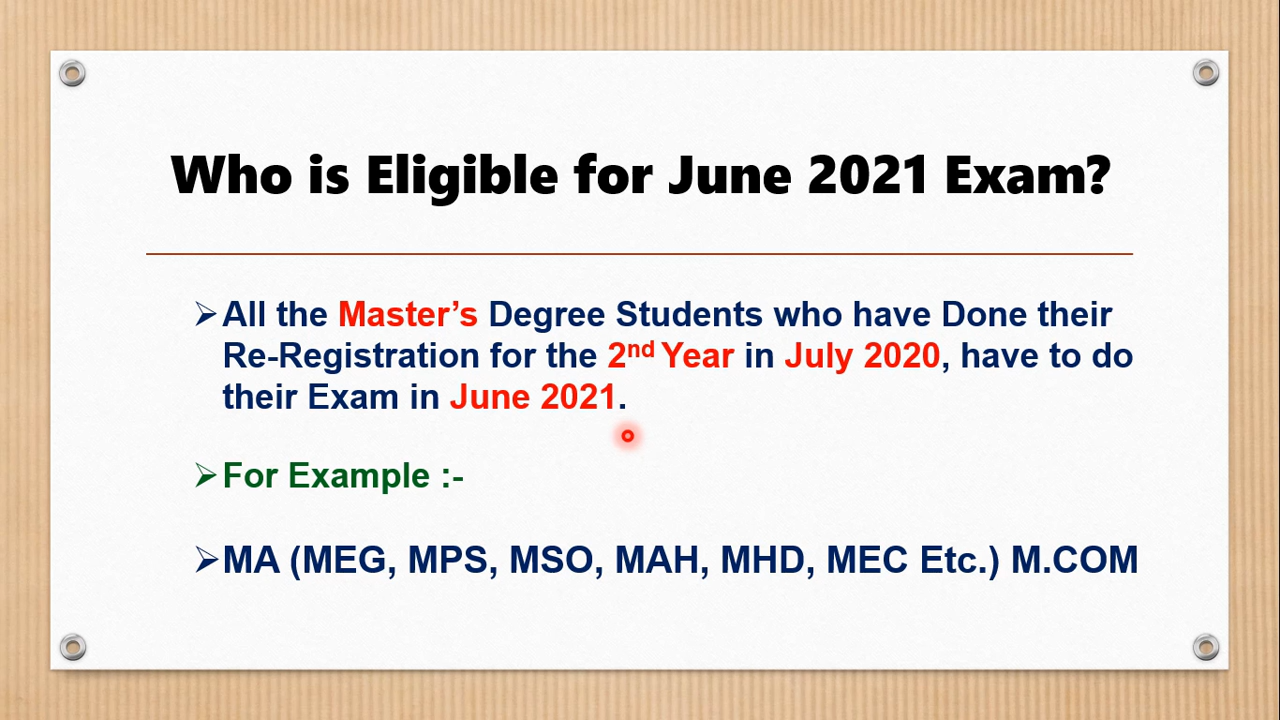 Who is Eligible for June 2021 Exam?
➢All the Master’s Degree Students who have Done their
Re-Registration for the 2nd Year in July 2020, have to do
their Exam in June 2021.
➢For Example :-
➢MA (MEG, MPS, MSO, MAH, MHD, MEC Etc.) M.COM